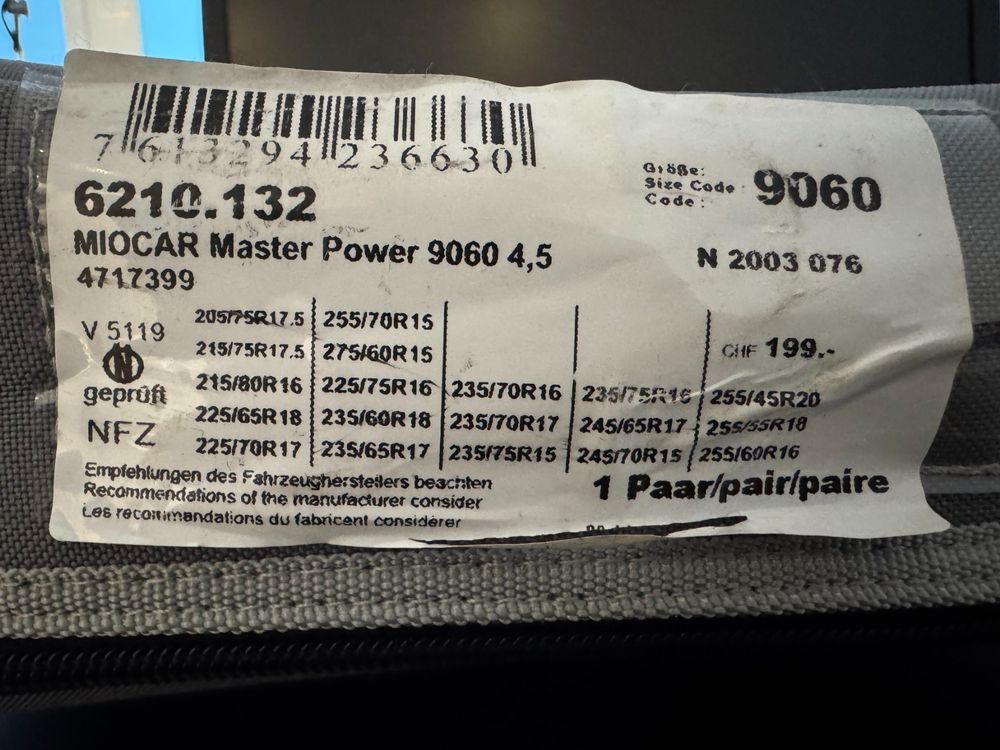 7 613294 236630
6210.132
Größe:
Size Code :
Code :
9060
MIOCAR Master Power 9060 4,5
N 2003 076
4717399
V 5119
N
geprüft
NFZ
CHF 199.-
205/75R17.5 255/70R15
215/75R17.5 275/60R15
215/80R16 225/75R16 235/70R16 235/75R16 255/45R20
225/65R18 235/60R18 235/70R17 245/65R17 255/55R18
225/70R17 235/65R17 235/75R15 245/70R15 255/60R16
Empfehlungen des Fahrzeugherstellers beachten
Recommendations of the manufacturer consider
Les recommandations du fabricant considérer
1 Paar/pair/paire